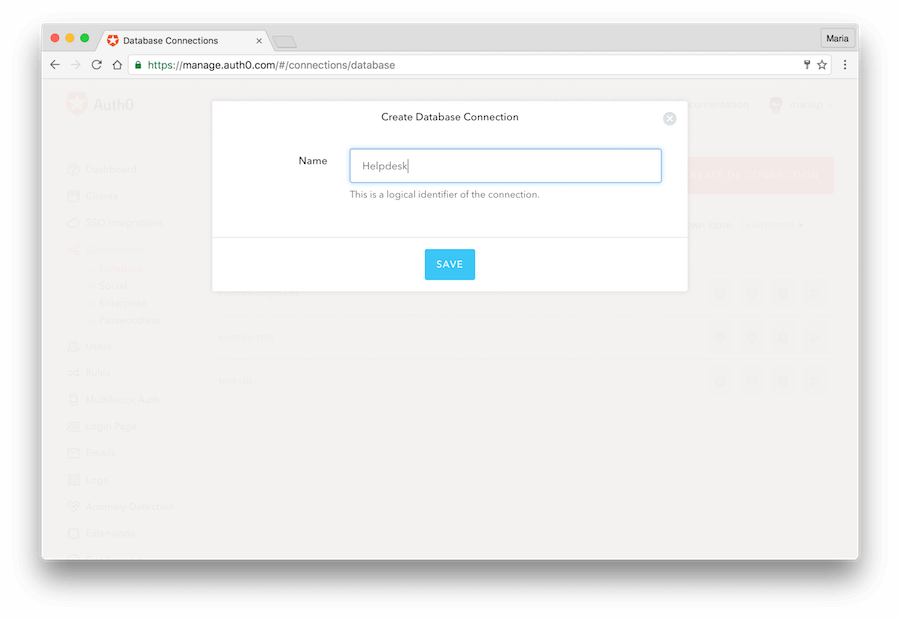 Database Connections
Maria
https://manage.auth0.com/#/connections/database
Auth0
Create Database Connection
Name
Helpdesk
This is a logical identifier of the connection.
SAVE
Dashboard
Clients
SSO Integrations
Connections
Database
Social
Enterprise
Passwordless
Users
Rules
Multifactor Auth
Login Page
Emails
Logs
Anomaly Detection
Extensions